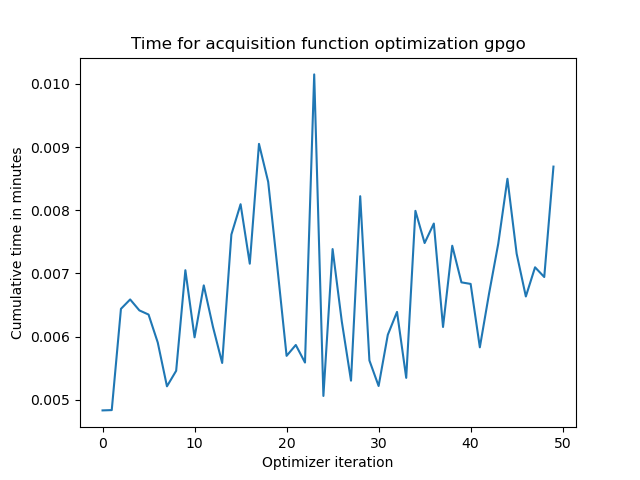 Time for acquisition function optimization gpgo
0.010
0.009
0.008
0.007
0.006
0.005
Cumulative time in minutes
0 10 20 30 40 50
Optimizer iteration